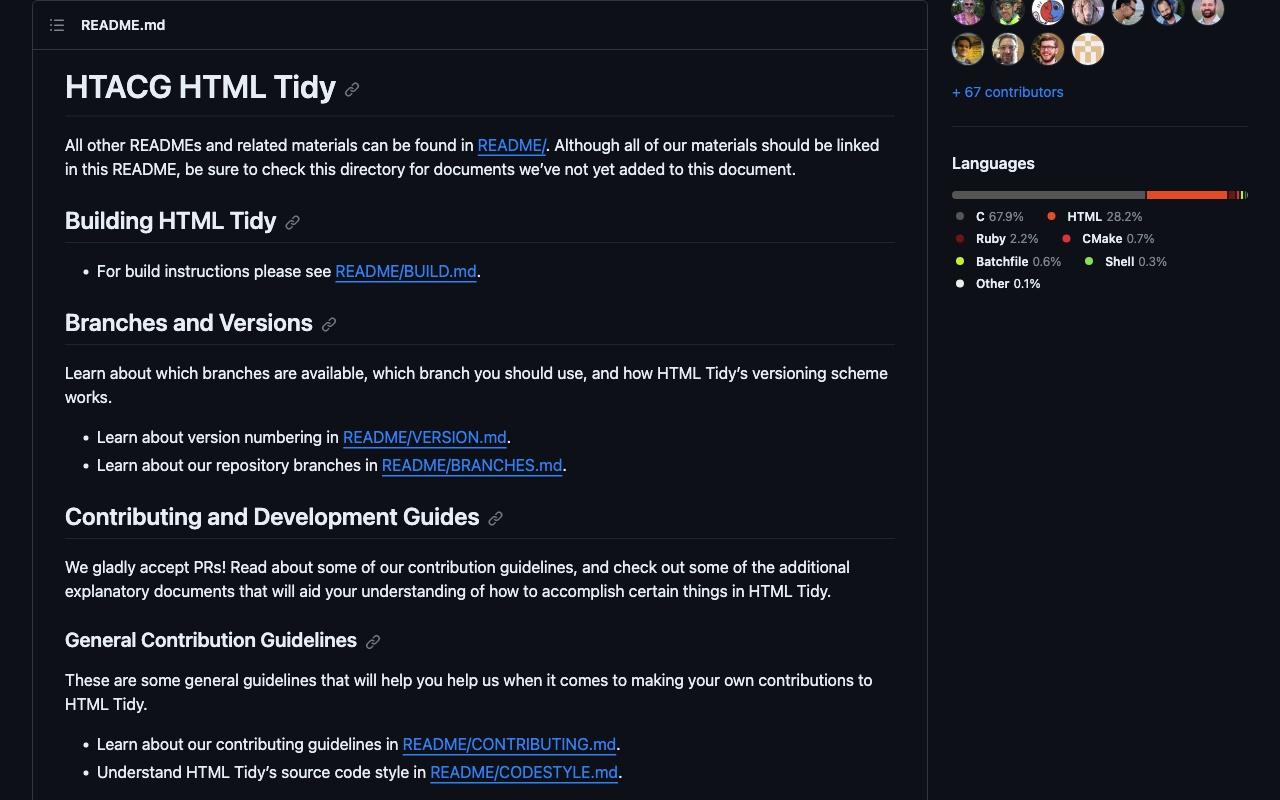 README.md
HTACG HTML Tidy
All other READMEs and related materials can be found in README/. Although all of our materials should be linked
in this README, be sure to check this directory for documents we’ve not yet added to this document.
Building HTML Tidy
• For build instructions please see README/BUILD.md.
Branches and Versions
Learn about which branches are available, which branch you should use, and how HTML Tidy’s versioning scheme
works.
• Learn about version numbering in README/VERSION.md.
• Learn about our repository branches in README/BRANCHES.md.
Contributing and Development Guides
We gladly accept PRs! Read about some of our contribution guidelines, and check out some of the additional
explanatory documents that will aid your understanding of how to accomplish certain things in HTML Tidy.
General Contribution Guidelines
These are some general guidelines that will help you help us when it comes to making your own contributions to
HTML Tidy.
• Learn about our contributing guidelines in README/CONTRIBUTING.md.
• Understand HTML Tidy’s source code style in README/CODESTYLE.md.
+ 67 contributors
Languages
C 67.9% HTML 28.2%
Ruby 2.2% CMake 0.7%
Batchfile 0.6% Shell 0.3%
Other 0.1%